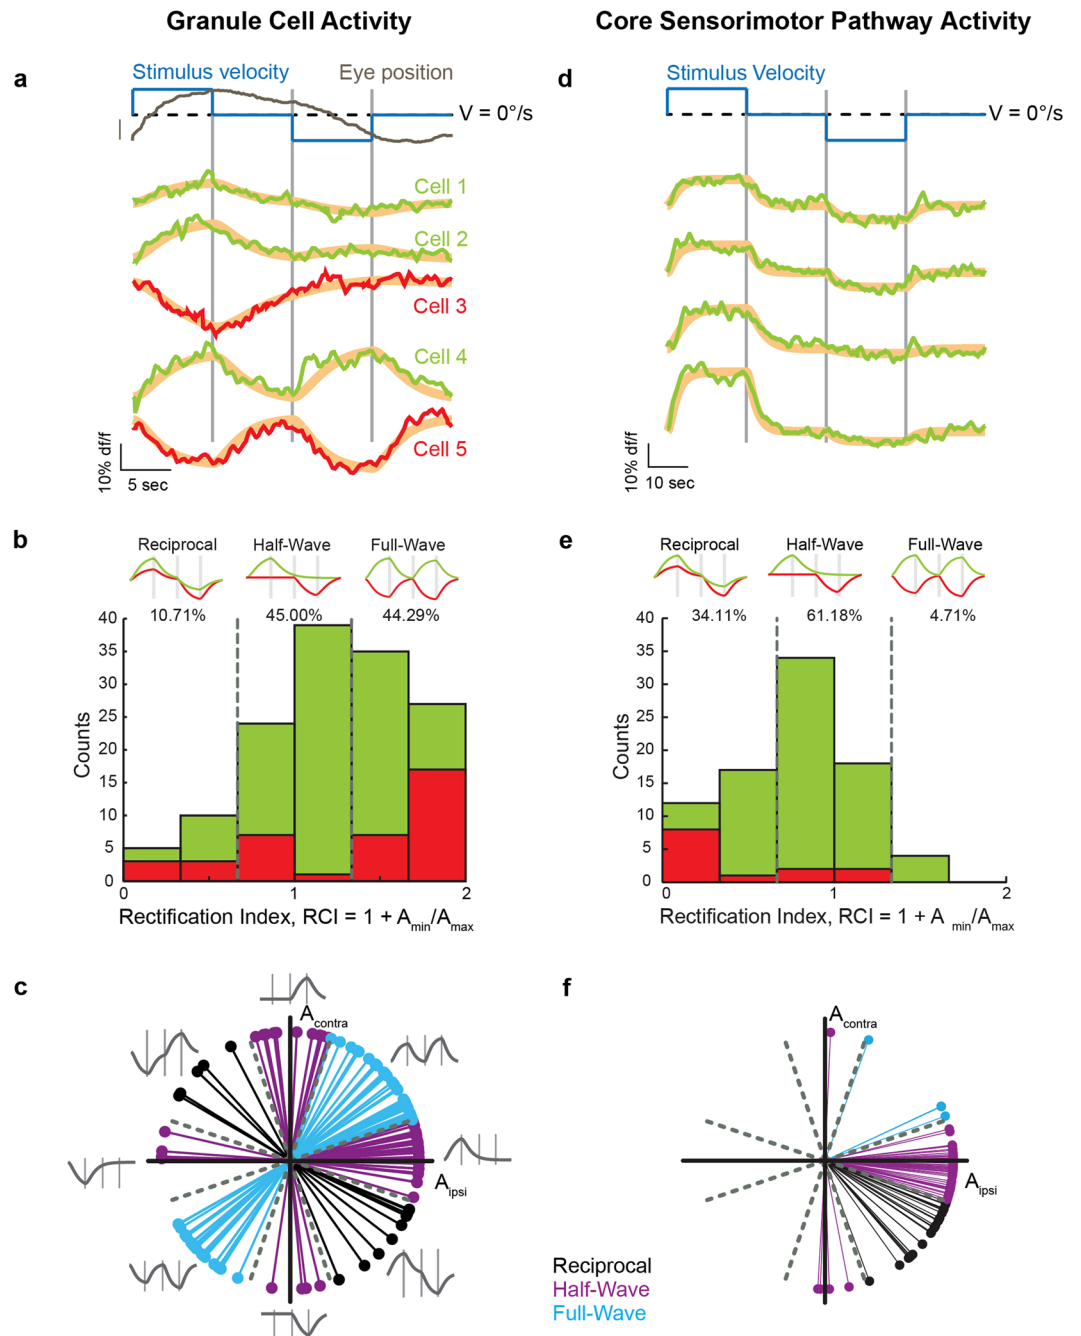 Granule Cell Activity
Core Sensorimotor Pathway Activity
a
Stimulus velocity
Eye position
V = 0°/s
Cell 1
Cell 2
Cell 3
Cell 4
Cell 5
10% df/f
5 sec
d
Stimulus Velocity
V = 0°/s
10% df/f
10 sec
b
Reciprocal
Half-Wave
Full-Wave
10.71%
45.00%
44.29%
40
35
30
25
20
15
10
5
0
Counts
0
1
2
Rectification Index, RCI = 1 + Amin/Amax
e
Reciprocal
Half-Wave
Full-Wave
34.11%
61.18%
4.71%
40
35
30
25
20
15
10
5
0
Counts
0
1
2
Rectification Index, RCI = 1 + A min/Amax
c
Acontra
Aipsi
f
Acontra
Aipsi
Reciprocal
Half-Wave
Full-Wave